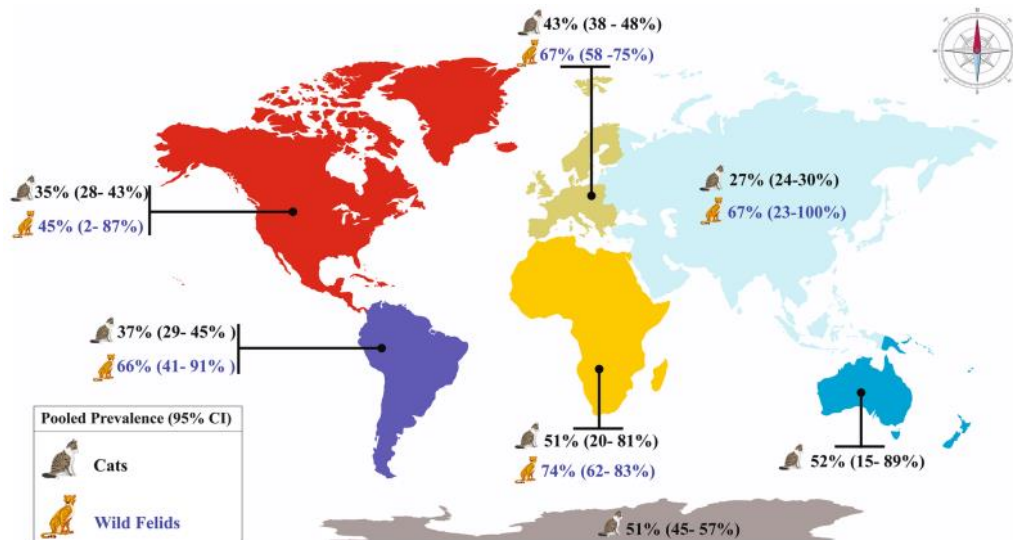 43% (38 - 48%)
67% (58 -75%)
35% (28- 43%)
45% (2- 87%)
27% (24-30%)
67% (23-100%)
37% (29- 45% )
66% (41- 91% )
51% (20- 81%)
74% (62- 83%)
52% (15- 89%)
51% (45- 57%)
Pooled Prevalence (95% CI)
Cats
Wild Felids